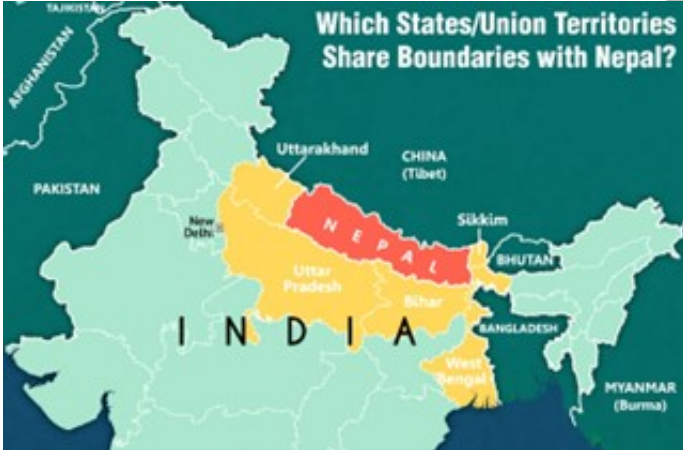 Which States/Union Territories
Share Boundaries with Nepal?
TAJIKISTAN
AFGHANISTAN
Uttarakhand
CHINA
(Tibet)
PAKISTAN
New
Delhi
NEPAL
Sikkim
BHUTAN
Uttar
Pradesh
Bihar
INDIA
BANGLADESH
West
Bengal
MYANMAR
(Burma)